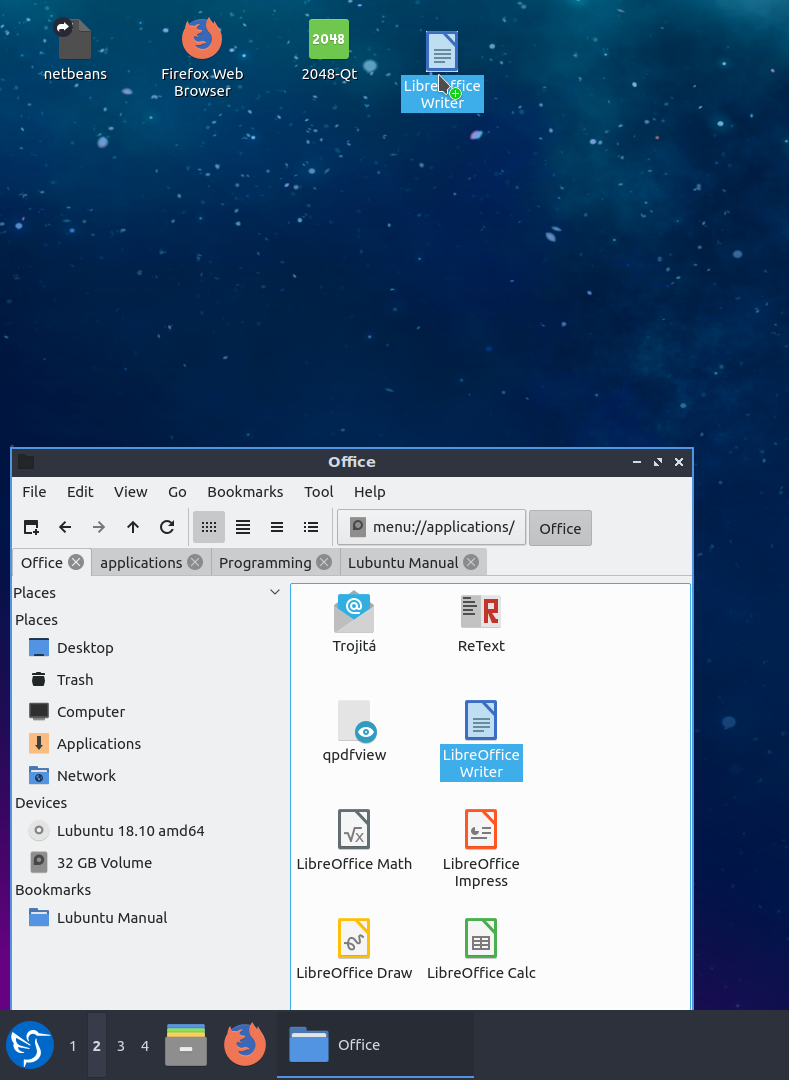 2048
netbeans
Firefox Web
Browser
2048-Qt
LibreOffice
Writer
Office
File Edit View Go Bookmarks Tool Help
menu://applications/ Office
Office applications Programming Lubuntu Manual
Places
Places
Desktop
Trash
Computer
Applications
Network
Devices
Lubuntu 18.10 amd64
32 GB Volume
Bookmarks
Lubuntu Manual
Trojitá
ReText
qpdfview
LibreOffice
Writer
LibreOffice Math
LibreOffice
Impress
LibreOffice Draw
LibreOffice Calc
1 2 3 4 Office